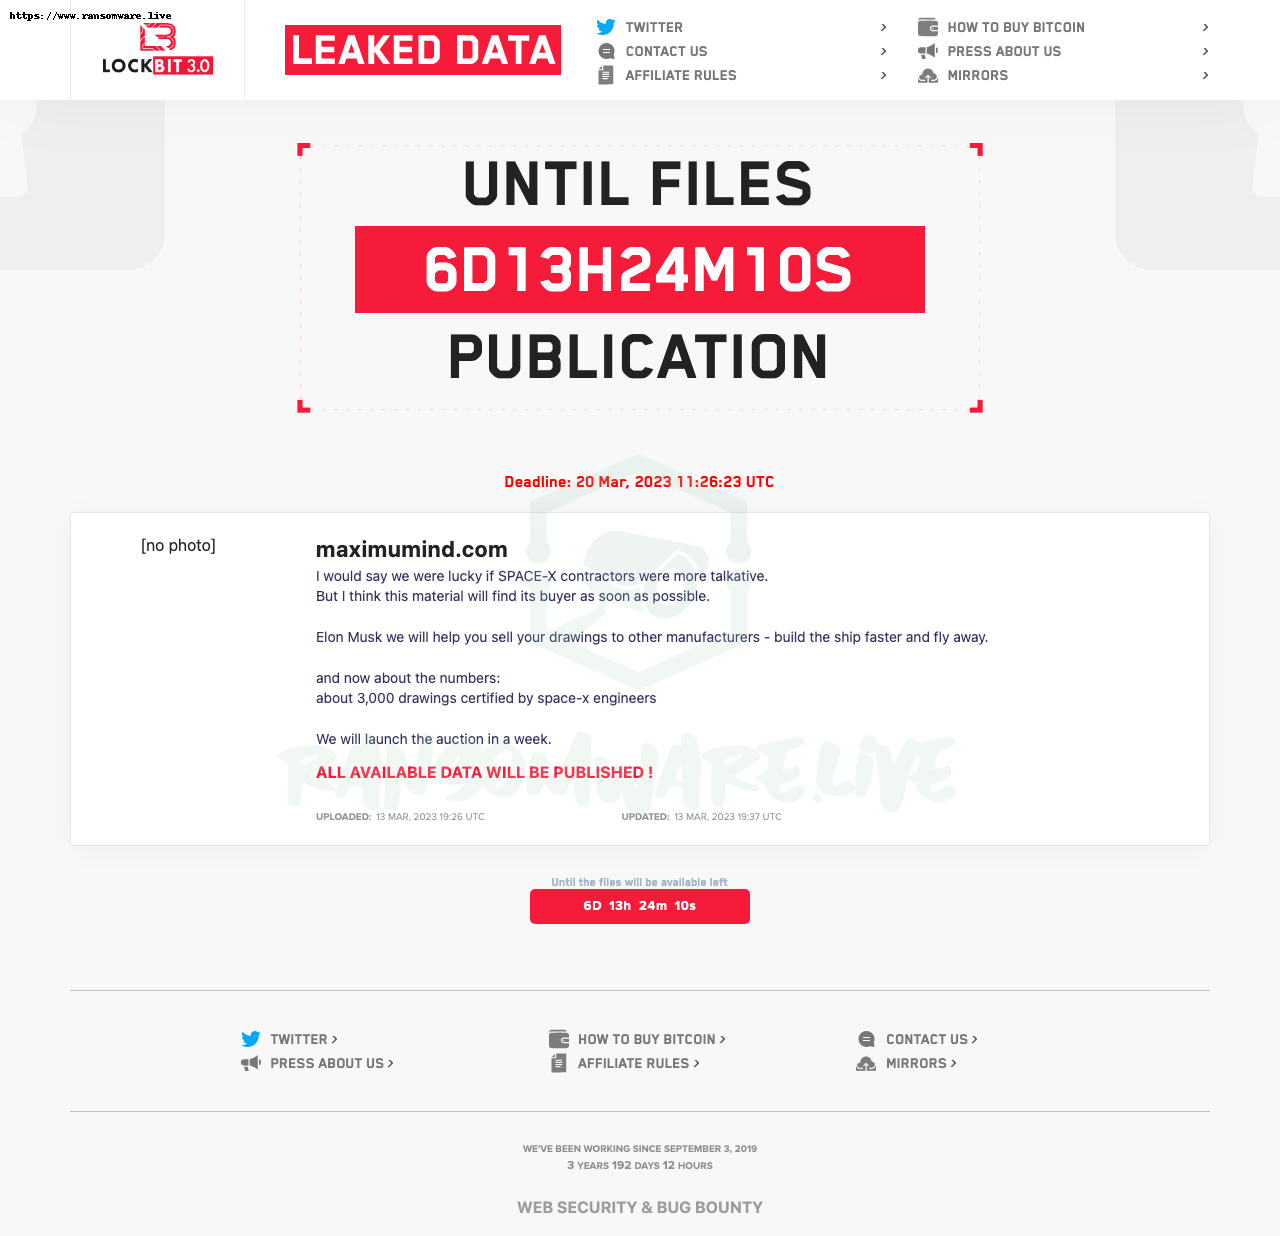 https://www.ransomware.live
LOCKBIT 3.0
LEAKED DATA
TWITTER >
CONTACT US >
AFFILIATE RULES >
HOW TO BUY BITCOIN >
PRESS ABOUT US >
MIRRORS >
UNTIL FILES
6D13H24M10S
PUBLICATION
Deadline: 20 Mar, 2023 11:26:23 UTC
[no photo]
maximumind.com
I would say we were lucky if SPACE-X contractors were more talkative.
But I think this material will find its buyer as soon as possible.
Elon Musk we will help you sell your drawings to other manufacturers - build the ship faster and fly away.
and now about the numbers:
about 3,000 drawings certified by space-x engineers
We will launch the auction in a week.
RANSOMWARE.LIVE
ALL AVAILABLE DATA WILL BE PUBLISHED !
UPLOADED: 13 MAR, 2023 19:26 UTC UPDATED: 13 MAR, 2023 19:37 UTC
Until the files will be available left
6D 13h 24m 10s
TWITTER > HOW TO BUY BITCOIN > CONTACT US >
PRESS ABOUT US > AFFILIATE RULES > MIRRORS >
WE'VE BEEN WORKING SINCE SEPTEMBER 3, 2019
3 YEARS 192 DAYS 12 HOURS
WEB SECURITY & BUG BOUNTY